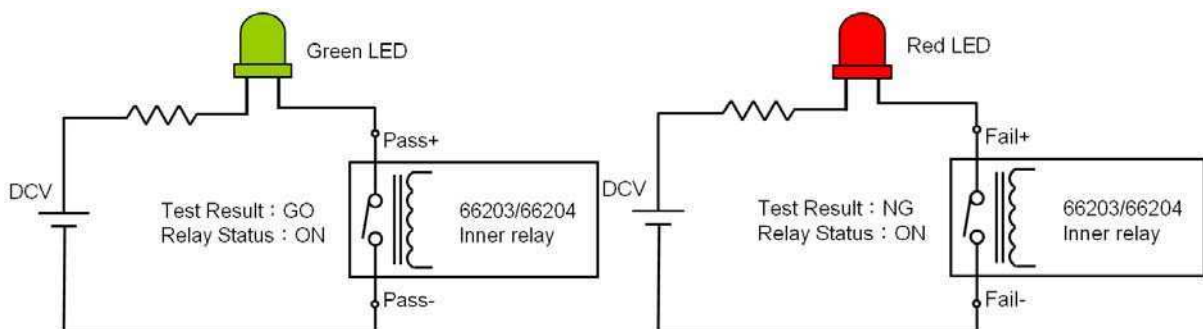 Green LED
Pass+
DCV
Test Result：GO
Relay Status：ON
66203/66204
Inner relay
Pass-
Red LED
Fail+
DCV
Test Result：NG
Relay Status：ON
66203/66204
Inner relay
Fail-